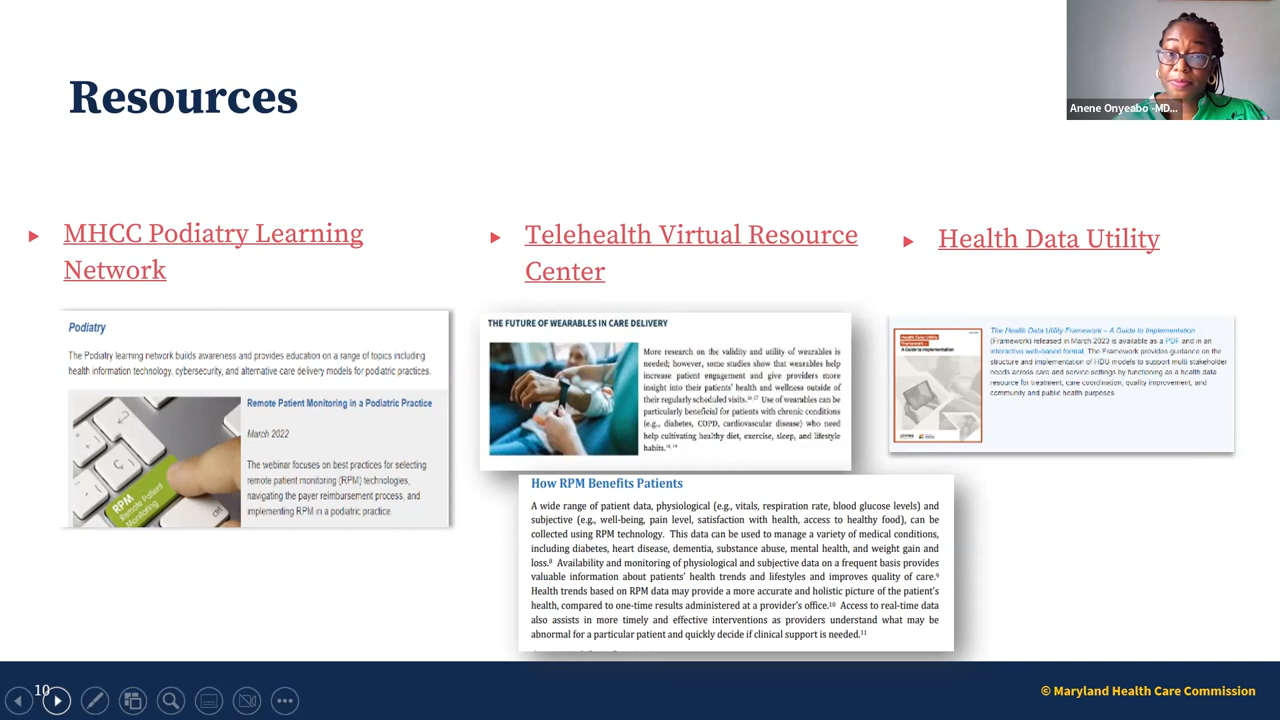 Resources
Anene Onyeabo -MD...
MHCC Podiatry Learning
Network
Podiatry
The Podiatry learning network builds awareness and provides education on a range of topics including
health information technology, cybersecurity, and alternative care delivery models for podiatric practices.
Remote Patient Monitoring in a Podiatric Practice
March 2022
The webinar focuses on best practices for selecting
remote patient monitoring (RPM) technologies,
navigating the payer reimbursement process, and
implementing RPM in a podiatric practice
RPM
Remote Patient
Monitoring
ctrl
Telehealth Virtual Resource
Center
THE FUTURE OF WEARABLES IN CARE DELIVERY
More research on the validity and utility of wearables is
needed; however, some studies show that wearables help
increase patient engagement and give providers more
insight into their patients' health and wellness outside of
their regularly scheduled visits.16,17 Use of wearables can be
particularly beneficial for patients with chronic conditions
(e.g., diabetes, COPD, cardiovascular disease) who need
help cultivating healthy diet, exercise, sleep, and lifestyle
habits.18,19
How RPM Benefits Patients
A wide range of patient data, physiological (e.g., vitals, respiration rate, blood glucose levels) and
subjective (e.g., well-being, pain level, satisfaction with health, access to healthy food), can be
collected using RPM technology. This data can be used to manage a variety of medical conditions,
including diabetes, heart disease, dementia, substance abuse, mental health, and weight gain and
loss.8 Availability and monitoring of physiological and subjective data on a frequent basis provides
valuable information about patients' health trends and lifestyles and improves quality of care.9
Health trends based on RPM data may provide a more accurate and holistic picture of the patient's
health, compared to one-time results administered at a provider's office.10 Access to real-time data
also assists in more timely and effective interventions as providers understand what may be
abnormal for a particular patient and quickly decide if clinical support is needed.11
Health Data Utility
Health Data Utility
Framework –
A Guide to Implementation
The Health Data Utility Framework – A Guide to Implementation
(Framework) released in March 2023 is available as a PDF and in an
interactive web-based format. The Framework provides guidance on the
structure and implementation of HDU models to support multi stakeholder
needs across care and service settings by functioning as a health data
resource for treatment, care coordination, quality improvement, and
community and public health purposes
10
© Maryland Health Care Commission